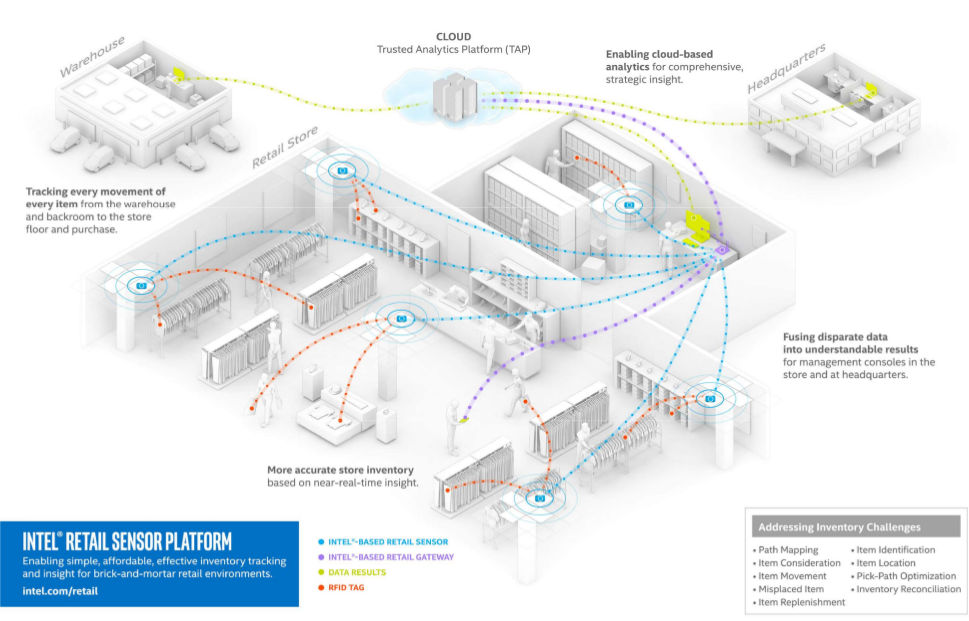 CLOUD
Trusted Analytics Platform (TAP)
Warehouse
Enabling cloud-based
analytics for comprehensive,
strategic insight.
Headquarters
Retail Store
Tracking every movement of
every item from the warehouse
and backroom to the store
floor and purchase.
Fusing disparate data
into understandable results
for management consoles in the
store and at headquarters.
More accurate store inventory
based on near-real-time insight.
INTEL® RETAIL SENSOR PLATFORM
Enabling simple, affordable, effective inventory tracking
and insight for brick-and-mortar retail environments.
intel.com/retail
INTEL®-BASED RETAIL SENSOR
INTEL®-BASED RETAIL GATEWAY
DATA RESULTS
RFID TAG
Addressing Inventory Challenges
• Path Mapping
• Item Consideration
• Item Movement
• Misplaced Item
• Item Replenishment
• Item Identification
• Item Location
• Pick-Path Optimization
• Inventory Reconciliation